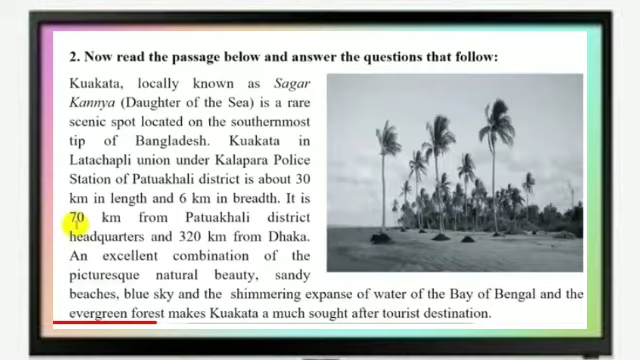 2. Now read the passage below and answer the questions that follow:
Kuakata, locally known as Sagar
Kannya (Daughter of the Sea) is a rare
scenic spot located on the southernmost
tip of Bangladesh. Kuakata in
Latachapli union under Kalapara Police
Station of Patuakhali district is about 30
km in length and 6 km in breadth. It is
70 km from Patuakhali district
headquarters and 320 km from Dhaka.
An excellent combination of the
picturesque natural beauty, sandy
beaches, blue sky and the shimmering expanse of water of the Bay of Bengal and the
evergreen forest makes Kuakata a much sought after tourist destination.